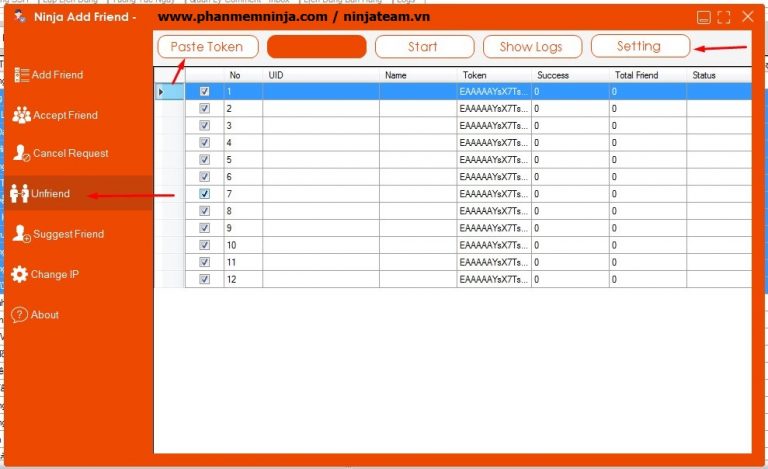 Ninja Add Friend - www.phanmemninja.com / ninjateam.vn
Paste Token Start Show Logs Setting
Add Friend
Accept Friend
Cancel Request
Unfriend
Suggest Friend
Change IP
About
No UID Name Token Success Total Friend Status
1 EAAAAAYsX7Ts... 0 0
2 EAAAAAYsX7Ts... 0 0
3 EAAAAAYsX7Ts... 0 0
4 EAAAAAYsX7Ts... 0 0
5 EAAAAAYsX7Ts... 0 0
6 EAAAAAYsX7Ts... 0 0
7 EAAAAAYsX7Ts... 0 0
8 EAAAAAYsX7Ts... 0 0
9 EAAAAAYsX7Ts... 0 0
10 EAAAAAYsX7Ts... 0 0
11 EAAAAAYsX7Ts... 0 0
12 EAAAAAYsX7Ts... 0 0